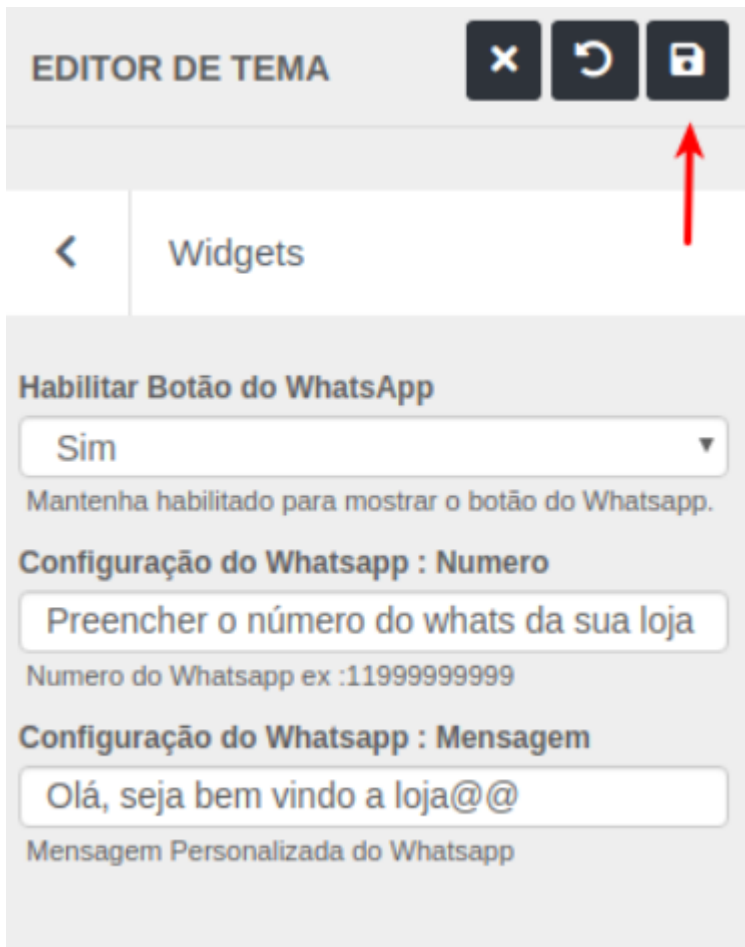 EDITOR DE TEMA
Widgets
Habilitar Botão do WhatsApp
Sim
Mantenha habilitado para mostrar o botão do Whatsapp.
Configuração do Whatsapp : Numero
Preencher o número do whats da sua loja
Numero do Whatsapp ex :11999999999
Configuração do Whatsapp : Mensagem
Olá, seja bem vindo a loja@@
Mensagem Personalizada do Whatsapp